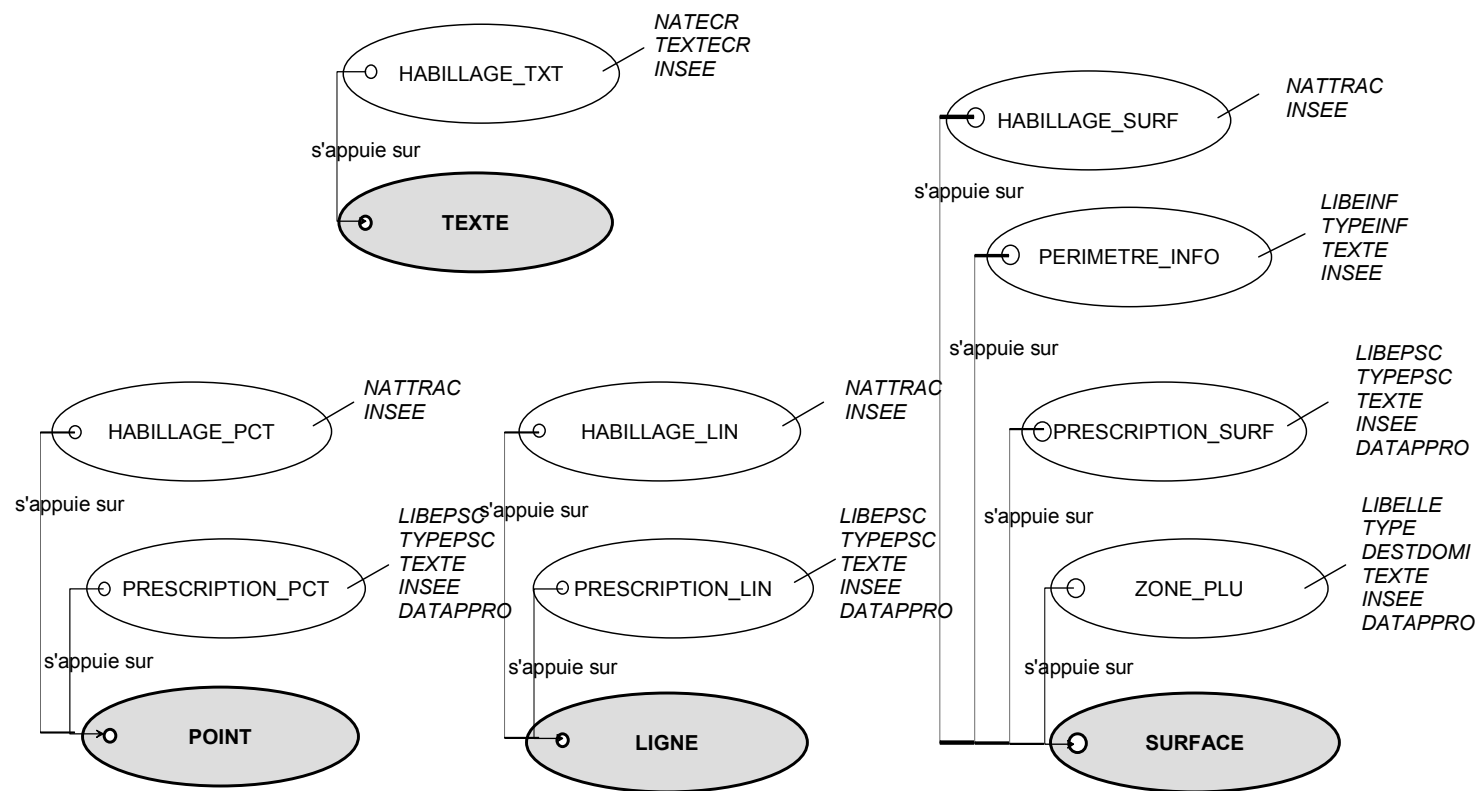 NATECR
TEXTECR
INSEE
HABILLAGE_TXT
s'appuie sur
TEXTE
NATTRAC
INSEE
HABILLAGE_SURF
s'appuie sur
LIBEINF
TYPEINF
TEXTE
INSEE
PERIMETRE_INFO
s'appuie sur
NATTRAC
INSEE
HABILLAGE_PCT
s'appuie sur
NATTRAC
INSEE
HABILLAGE_LIN
s'appuie sur
LIBEPSC
TYPEPSC
TEXTE
INSEE
DATAPPRO
PRESCRIPTION_SURF
s'appuie sur
LIBEPSC
TYPEPSC
TEXTE
INSEE
DATAPPRO
PRESCRIPTION_PCT
s'appuie sur
LIBEPSC
TYPEPSC
TEXTE
INSEE
DATAPPRO
PRESCRIPTION_LIN
s'appuie sur
LIBELLE
TYPE
DESTDOMI
TEXTE
INSEE
DATAPPRO
ZONE_PLU
s'appuie sur
POINT
LIGNE
SURFACE